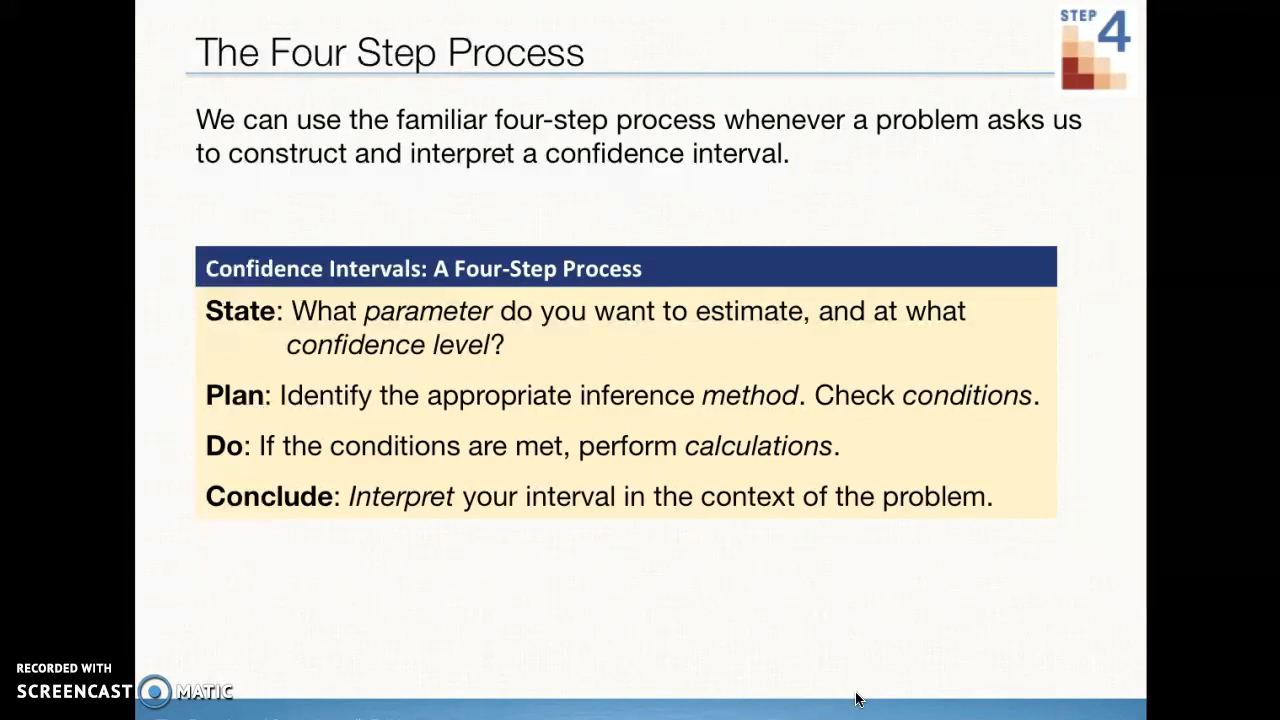 STEP 4
The Four Step Process
We can use the familiar four-step process whenever a problem asks us
to construct and interpret a confidence interval.
Confidence Intervals: A Four-Step Process
State: What parameter do you want to estimate, and at what
confidence level?
Plan: Identify the appropriate inference method. Check conditions.
Do: If the conditions are met, perform calculations.
Conclude: Interpret your interval in the context of the problem.
RECORDED WITH
SCREENCAST MATIC